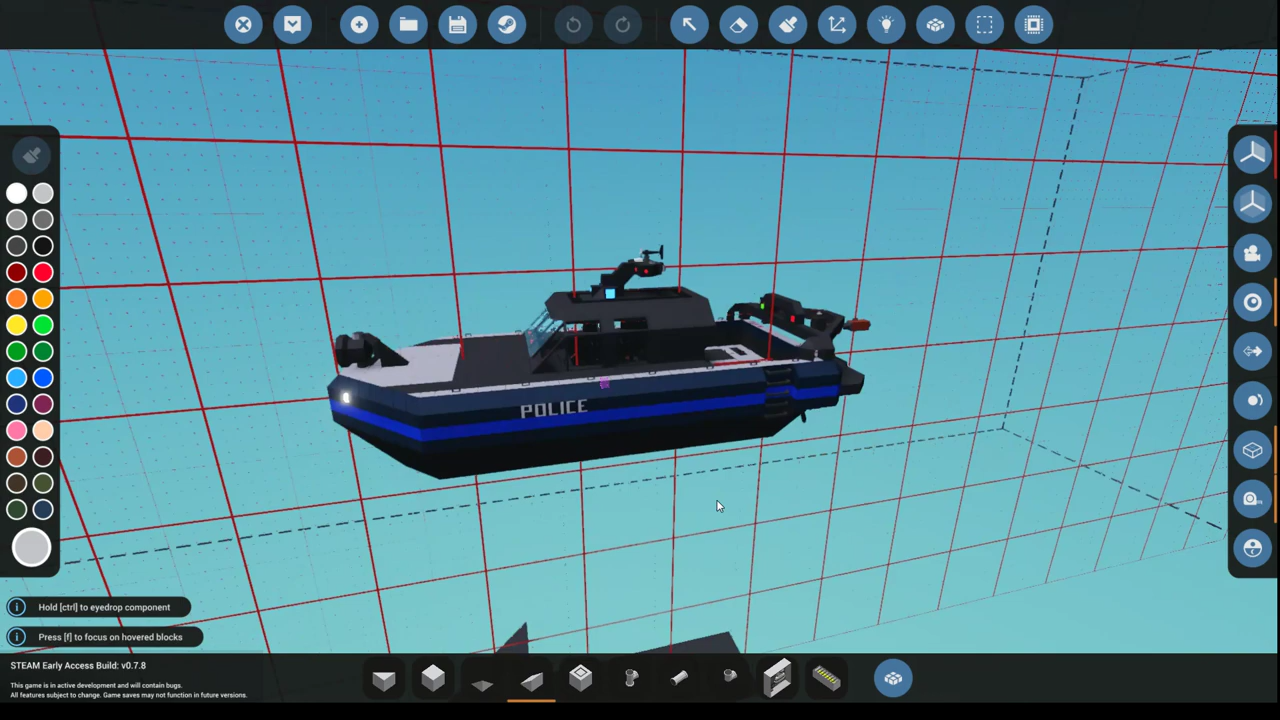 POLICE
Hold [ctrl] to eyedrop component
Press [f] to focus on hovered blocks
STEAM Early Access Build: v0.7.8
This game is in active development and will contain bugs.
All features subject to change. Game saves may not function in future versions.